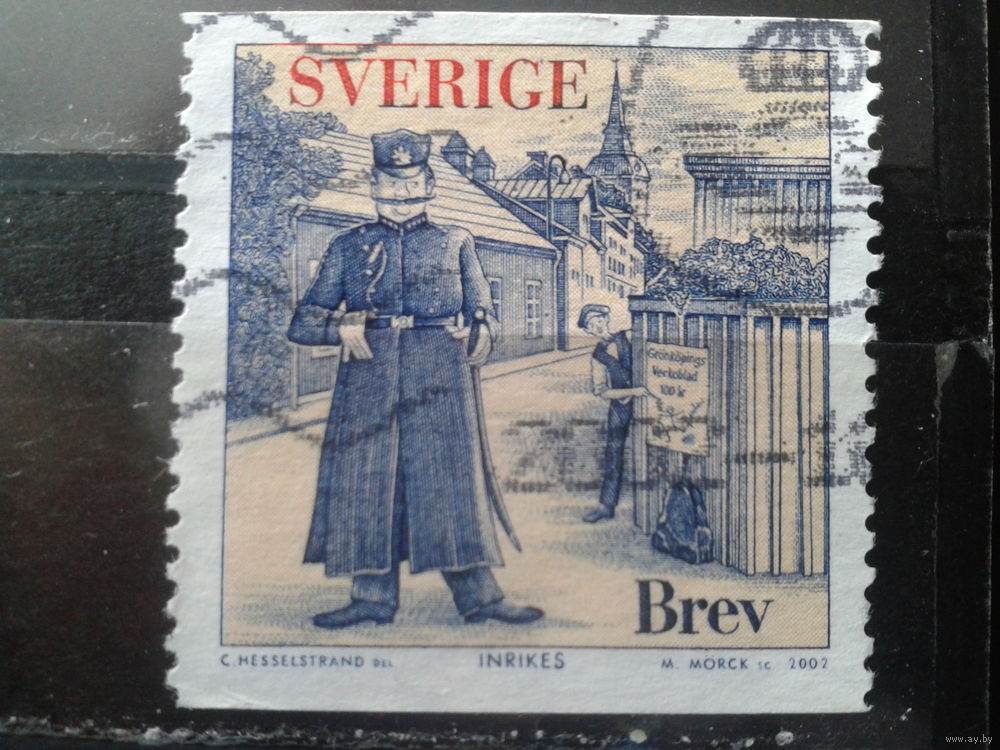 SVERIGE
Grönköpings
Veckoblad
100 år
Brev
C. HESSELSTRAND DEL
INRIKES
M. MÖRCK SC 2002
www.ay.by